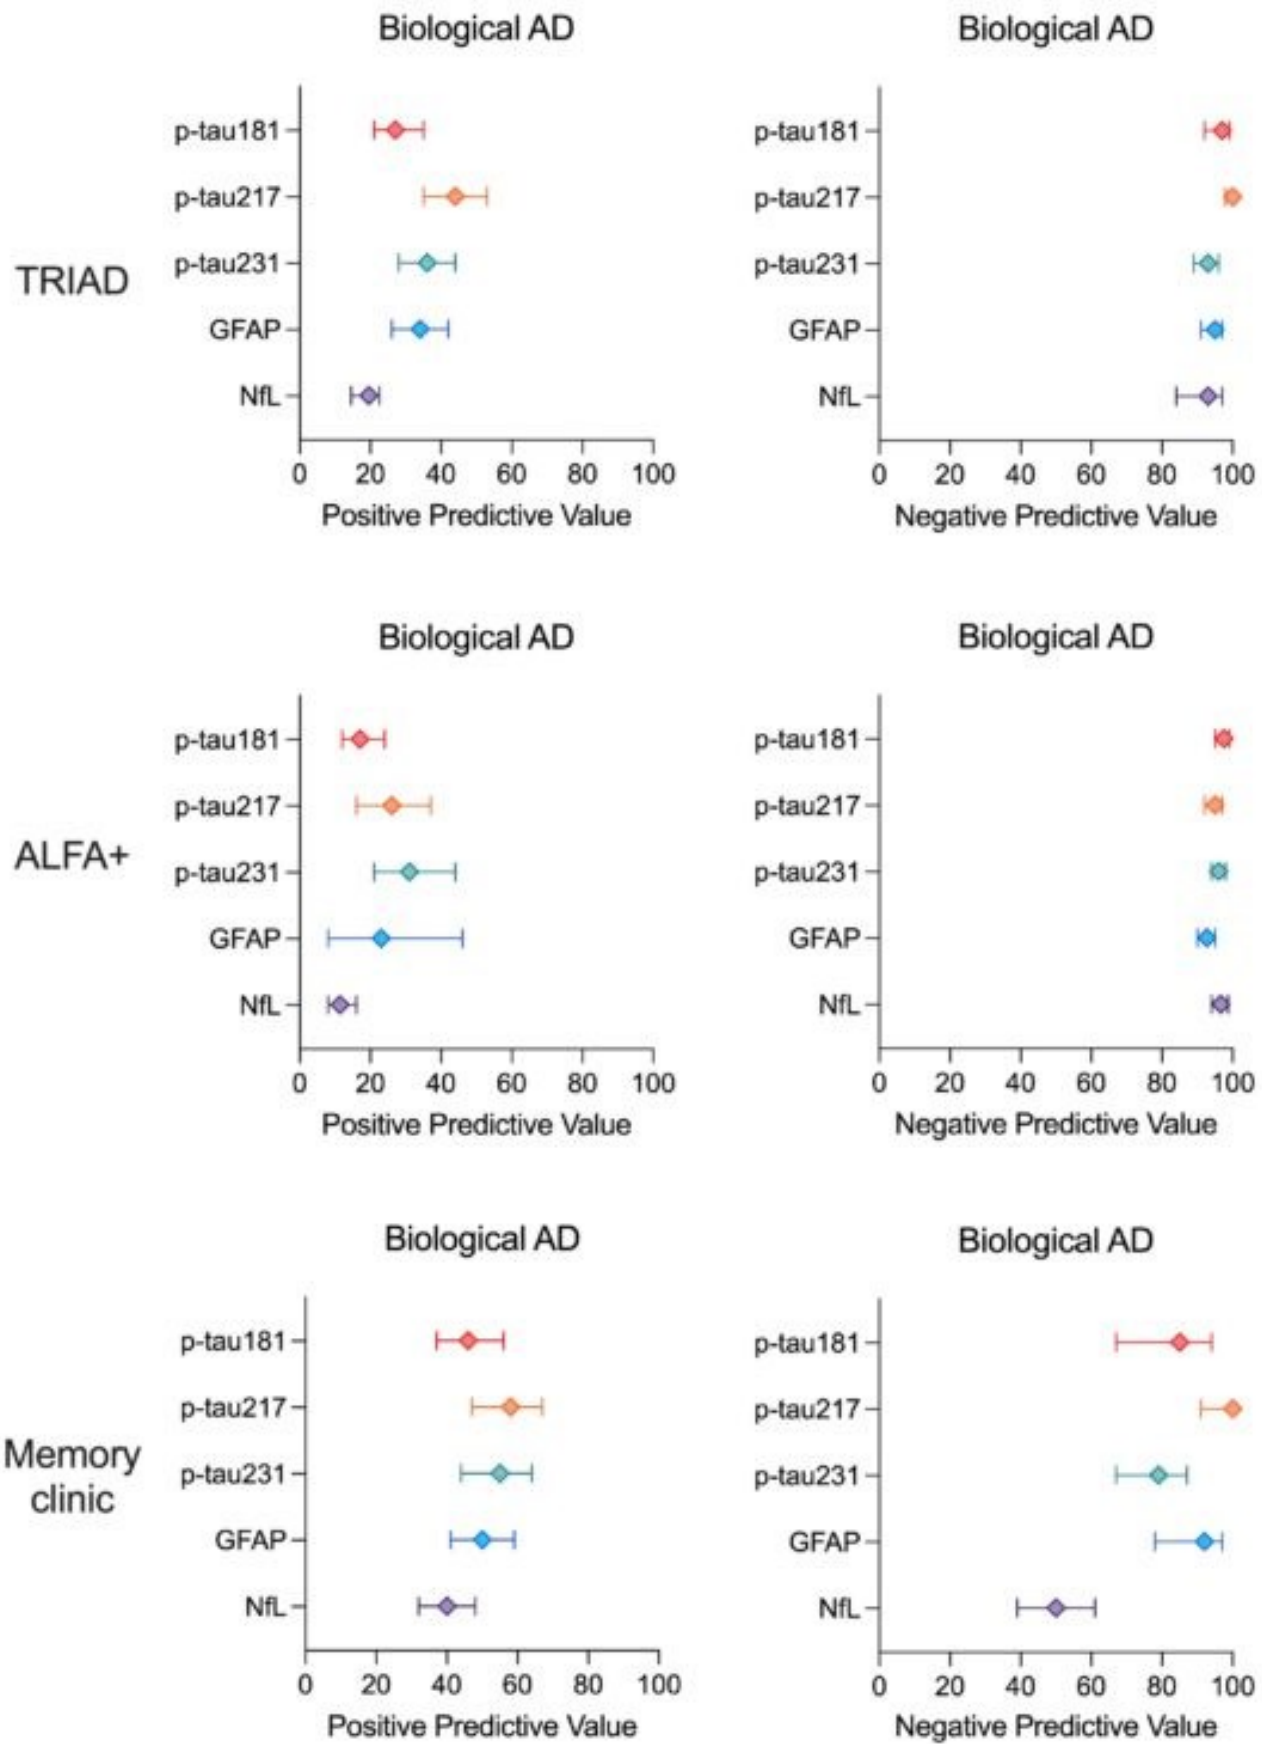 Biological AD
Biological AD
TRIAD
p-tau181
p-tau217
p-tau231
GFAP
NfL
0 20 40 60 80 100
Positive Predictive Value
p-tau181
p-tau217
p-tau231
GFAP
NfL
0 20 40 60 80 100
Negative Predictive Value
Biological AD
Biological AD
ALFA+
p-tau181
p-tau217
p-tau231
GFAP
NfL
0 20 40 60 80 100
Positive Predictive Value
p-tau181
p-tau217
p-tau231
GFAP
NfL
0 20 40 60 80 100
Negative Predictive Value
Biological AD
Biological AD
Memory
clinic
p-tau181
p-tau217
p-tau231
GFAP
NfL
0 20 40 60 80 100
Positive Predictive Value
p-tau181
p-tau217
p-tau231
GFAP
NfL
0 20 40 60 80 100
Negative Predictive Value